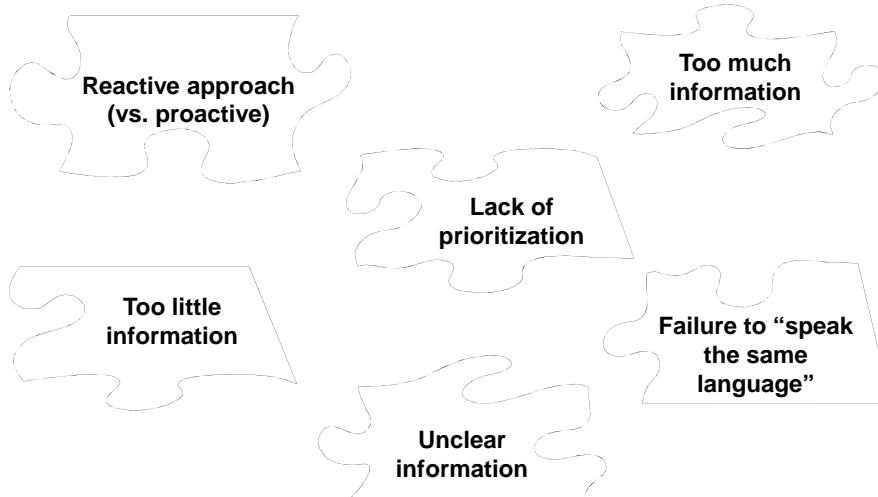 Reactive approach
(vs. proactive)
Too much
information
Lack of
prioritization
Too little
information
Failure to “speak
the same
language”
Unclear
information